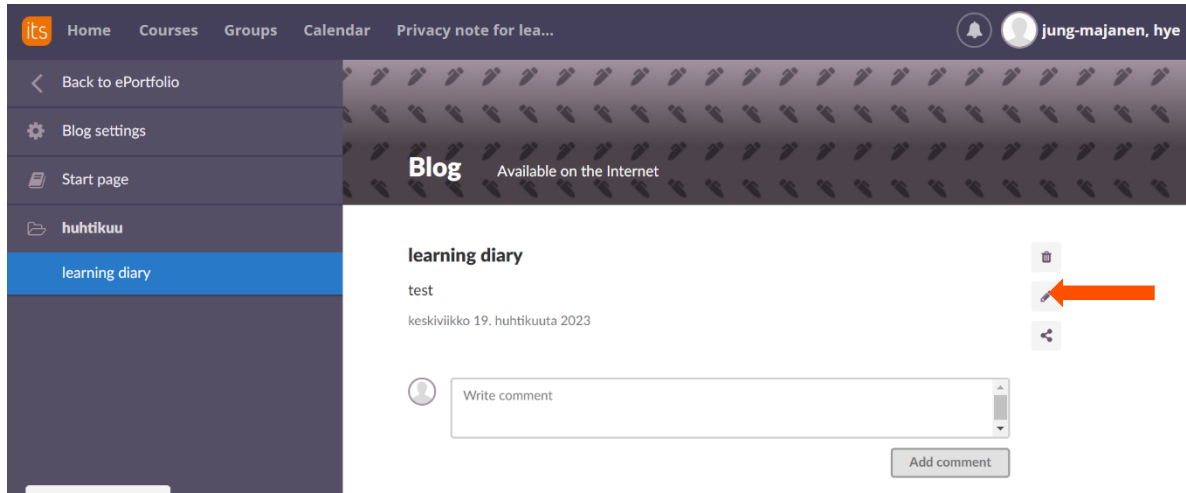 its Home Courses Groups Calendar Privacy note for lea... jung-majanen, hye
Back to ePortfolio
Blog settings
Start page
huhtikuu
learning diary
Blog Available on the Internet
learning diary
test
keskiviikko 19. huhtikuuta 2023
Write comment
Add comment